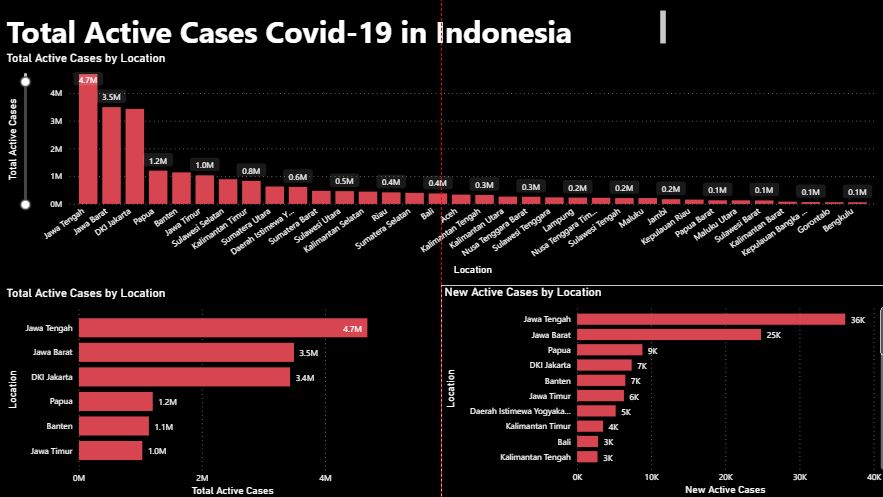 Total Active Cases Covid-19 in Indonesia
Total Active Cases by Location
Total Active Cases
4M
3M
2M
1M
0M
4.7M
3.5M
1.2M
1.0M
0.8M
0.6M
0.5M
0.4M
0.4M
0.3M
0.3M
0.2M
0.2M
0.2M
0.1M
0.1M
0.1M
0.1M
Jawa Tengah
Jawa Barat
DKI Jakarta
Papua
Banten
Jawa Timur
Sulawesi Selatan
Kalimantan Timur
Sumatera Utara
Daerah Istimewa Y...
Sumatera Barat
Sulawesi Utara
Kalimantan Selatan
Riau
Sumatera Selatan
Bali
Aceh
Kalimantan Tengah
Kalimantan Utara
Nusa Tenggara Barat
Sulawesi Tenggara
Lampung
Nusa Tenggara Tim...
Sulawesi Tengah
Maluku
Jambi
Kepulauan Riau
Papua Barat
Maluku Utara
Sulawesi Barat
Kalimantan Barat
Kepulauan Bangka ...
Gorontalo
Bengkulu
Location
Total Active Cases by Location
Location
Jawa Tengah 4.7M
Jawa Barat 3.5M
DKI Jakarta 3.4M
Papua 1.2M
Banten 1.1M
Jawa Timur 1.0M
0M 2M 4M
Total Active Cases
New Active Cases by Location
Location
Jawa Tengah 36K
Jawa Barat 25K
Papua 9K
DKI Jakarta 7K
Banten 7K
Jawa Timur 6K
Daerah Istimewa Yogyaka... 5K
Kalimantan Timur 4K
Bali 3K
Kalimantan Tengah 3K
0K 10K 20K 30K 40K
New Active Cases